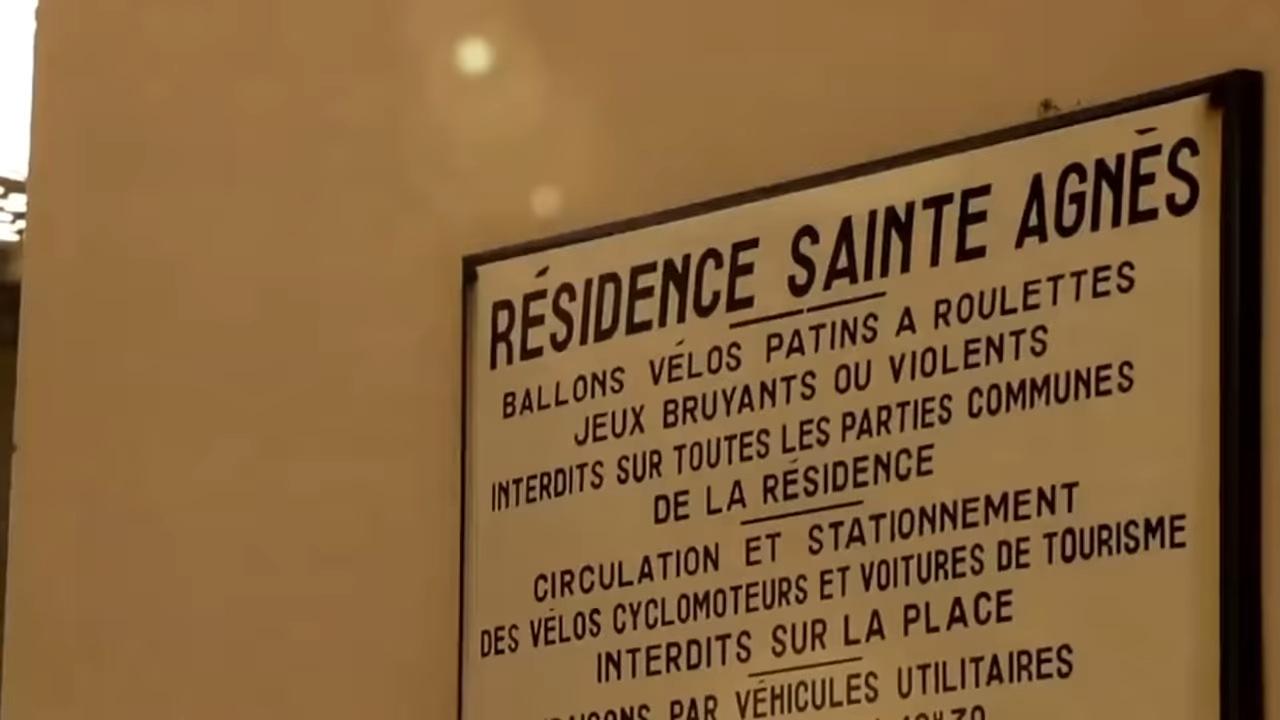 RÉSIDENCE SAINTE AGNÈS
BALLONS VÉLOS PATINS A ROULETTES
JEUX BRUYANTS OU VIOLENTS
INTERDITS SUR TOUTES LES PARTIES COMMUNES
DE LA RÉSIDENCE
CIRCULATION ET STATIONNEMENT
DES VÉLOS CYCLOMOTEURS ET VOITURES DE TOURISME
INTERDITS SUR LA PLACE
PAR VÉHICULES UTILITAIRES